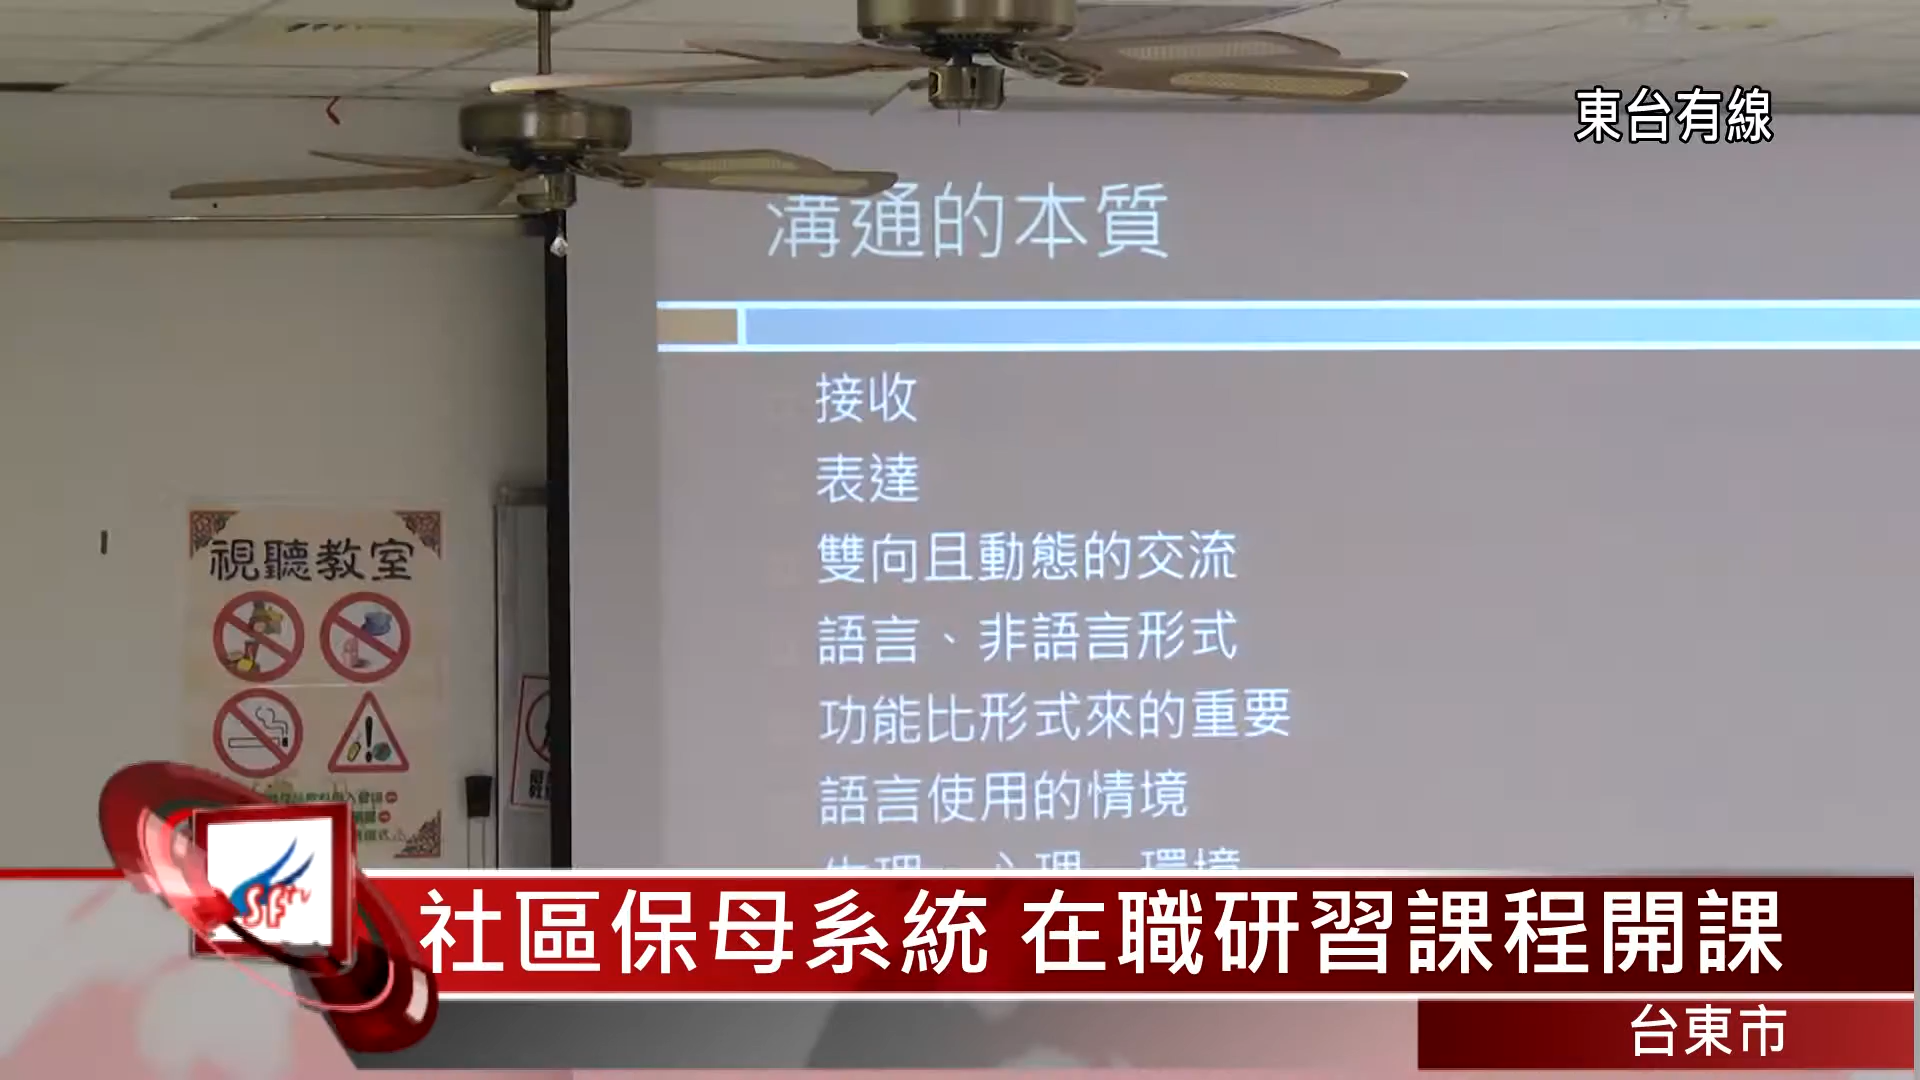 東台有線
溝通的本質
接收
表達
雙向且動態的交流
語言、非語言形式
功能比形式來的重要
語言使用的情境
視聽教室
社區保母系統 在職研習課程開課
台東市